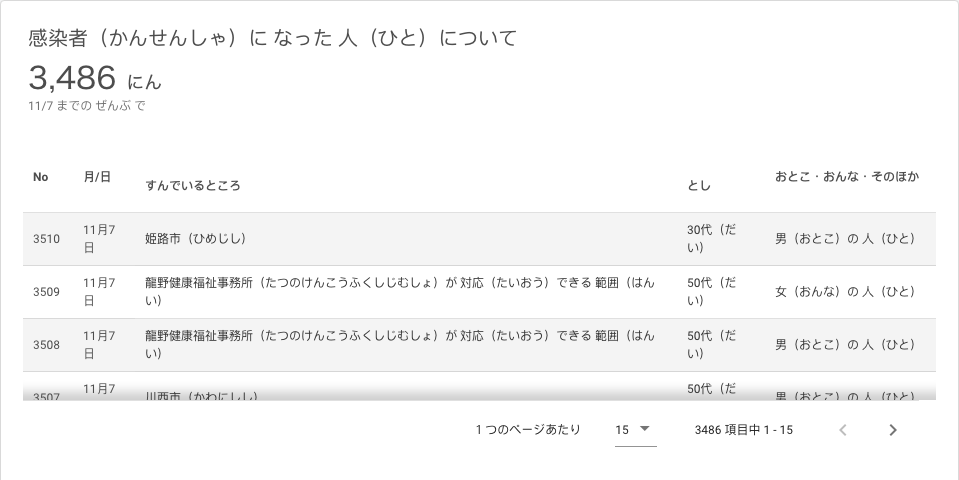 感染者（かんせんしゃ）に なった 人（ひと）について
3,486 にん
11/7 までの ぜんぶ で
No 月/日 すんでいるところ とし おとこ・おんな・そのほか
3510 11月7日 姫路市（ひめじし） 30代（だい） 男（おとこ）の 人（ひと）
3509 11月7日 龍野健康福祉事務所（たつのけんこうふくしじむしょ）が 対応（たいおう）できる 範囲（はんい） 50代（だい） 女（おんな）の 人（ひと）
3508 11月7日 龍野健康福祉事務所（たつのけんこうふくしじむしょ）が 対応（たいおう）できる 範囲（はんい） 50代（だい） 男（おとこ）の 人（ひと）
3507 11月7 川西市（かわにしし） 50代（だ 男（おとこ）の 人（ひと）
1 つのページあたり 15 3486 項目中 1 - 15